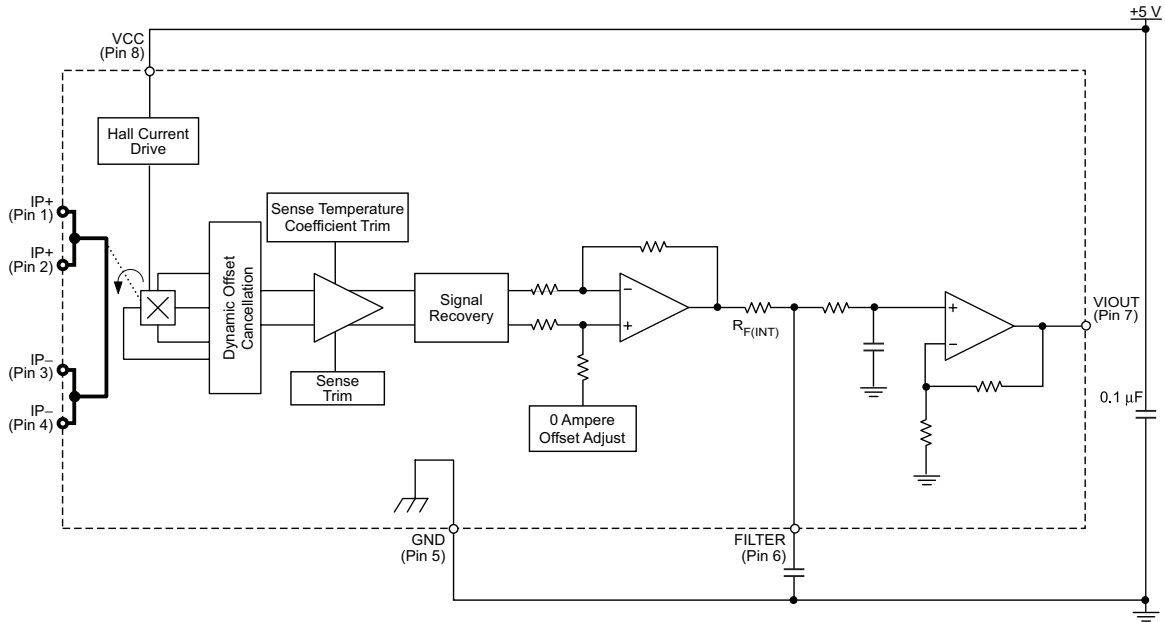 +5 V
VCC
(Pin 8)
Hall Current
Drive
IP+
(Pin 1)
IP+
(Pin 2)
IP−
(Pin 3)
IP−
(Pin 4)
Dynamic Offset
Cancellation
Sense Temperature
Coefficient Trim
Sense
Trim
Signal
Recovery
0 Ampere
Offset Adjust
RF(INT)
VIOUT
(Pin 7)
0.1 µF
GND
(Pin 5)
FILTER
(Pin 6)